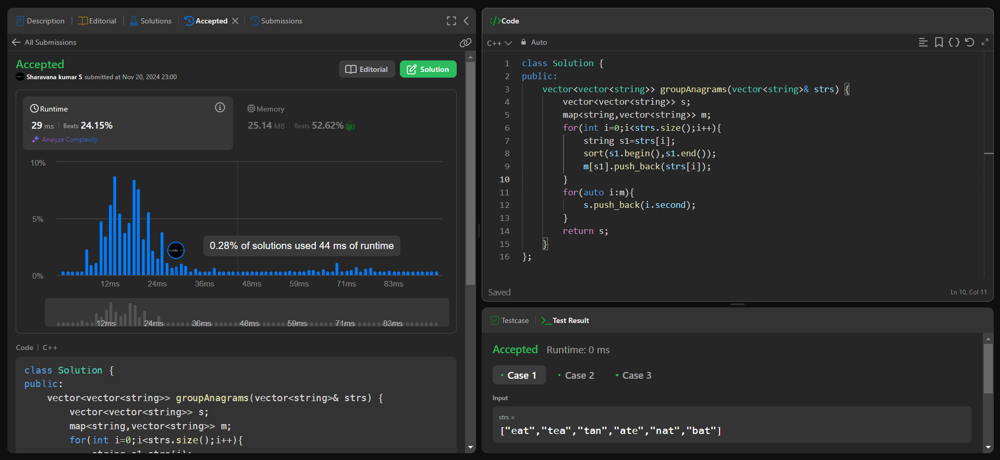 Description | Editorial | Solutions | Accepted | Submissions
All Submissions
Accepted
Sharavana kumar S submitted at Nov 20, 2024 23:00
Editorial
Solution
Runtime
29 ms | Beats 24.15%
Analyze Complexity
Memory
25.14 MB | Beats 52.62%
10%
5%
0%
<code />
0.28% of solutions used 44 ms of runtime
12ms 24ms 36ms 48ms 59ms 71ms 83ms
12ms 24ms 36ms 48ms 59ms 71ms 83ms
Code | C++
class Solution {
public:
    vector<vector<string>> groupAnagrams(vector<string>& strs) {
        vector<vector<string>> s;
        map<string,vector<string>> m;
        for(int i=0;i<strs.size();i++){
            string s1=strs[i];
</>Code
C++ Auto
1 class Solution {
2 public:
3     vector<vector<string>> groupAnagrams(vector<string>& strs) {
4         vector<vector<string>> s;
5         map<string,vector<string>> m;
6         for(int i=0;i<strs.size();i++){
7             string s1=strs[i];
8             sort(s1.begin(),s1.end());
9             m[s1].push_back(strs[i]);
10         }
11         for(auto i:m){
12             s.push_back(i.second);
13         }
14         return s;
15     }
16 };
Saved
Ln 10, Col 11
Testcase | >_Test Result
Accepted Runtime: 0 ms
• Case 1 • Case 2 • Case 3
Input
strs =
["eat","tea","tan","ate","nat","bat"]